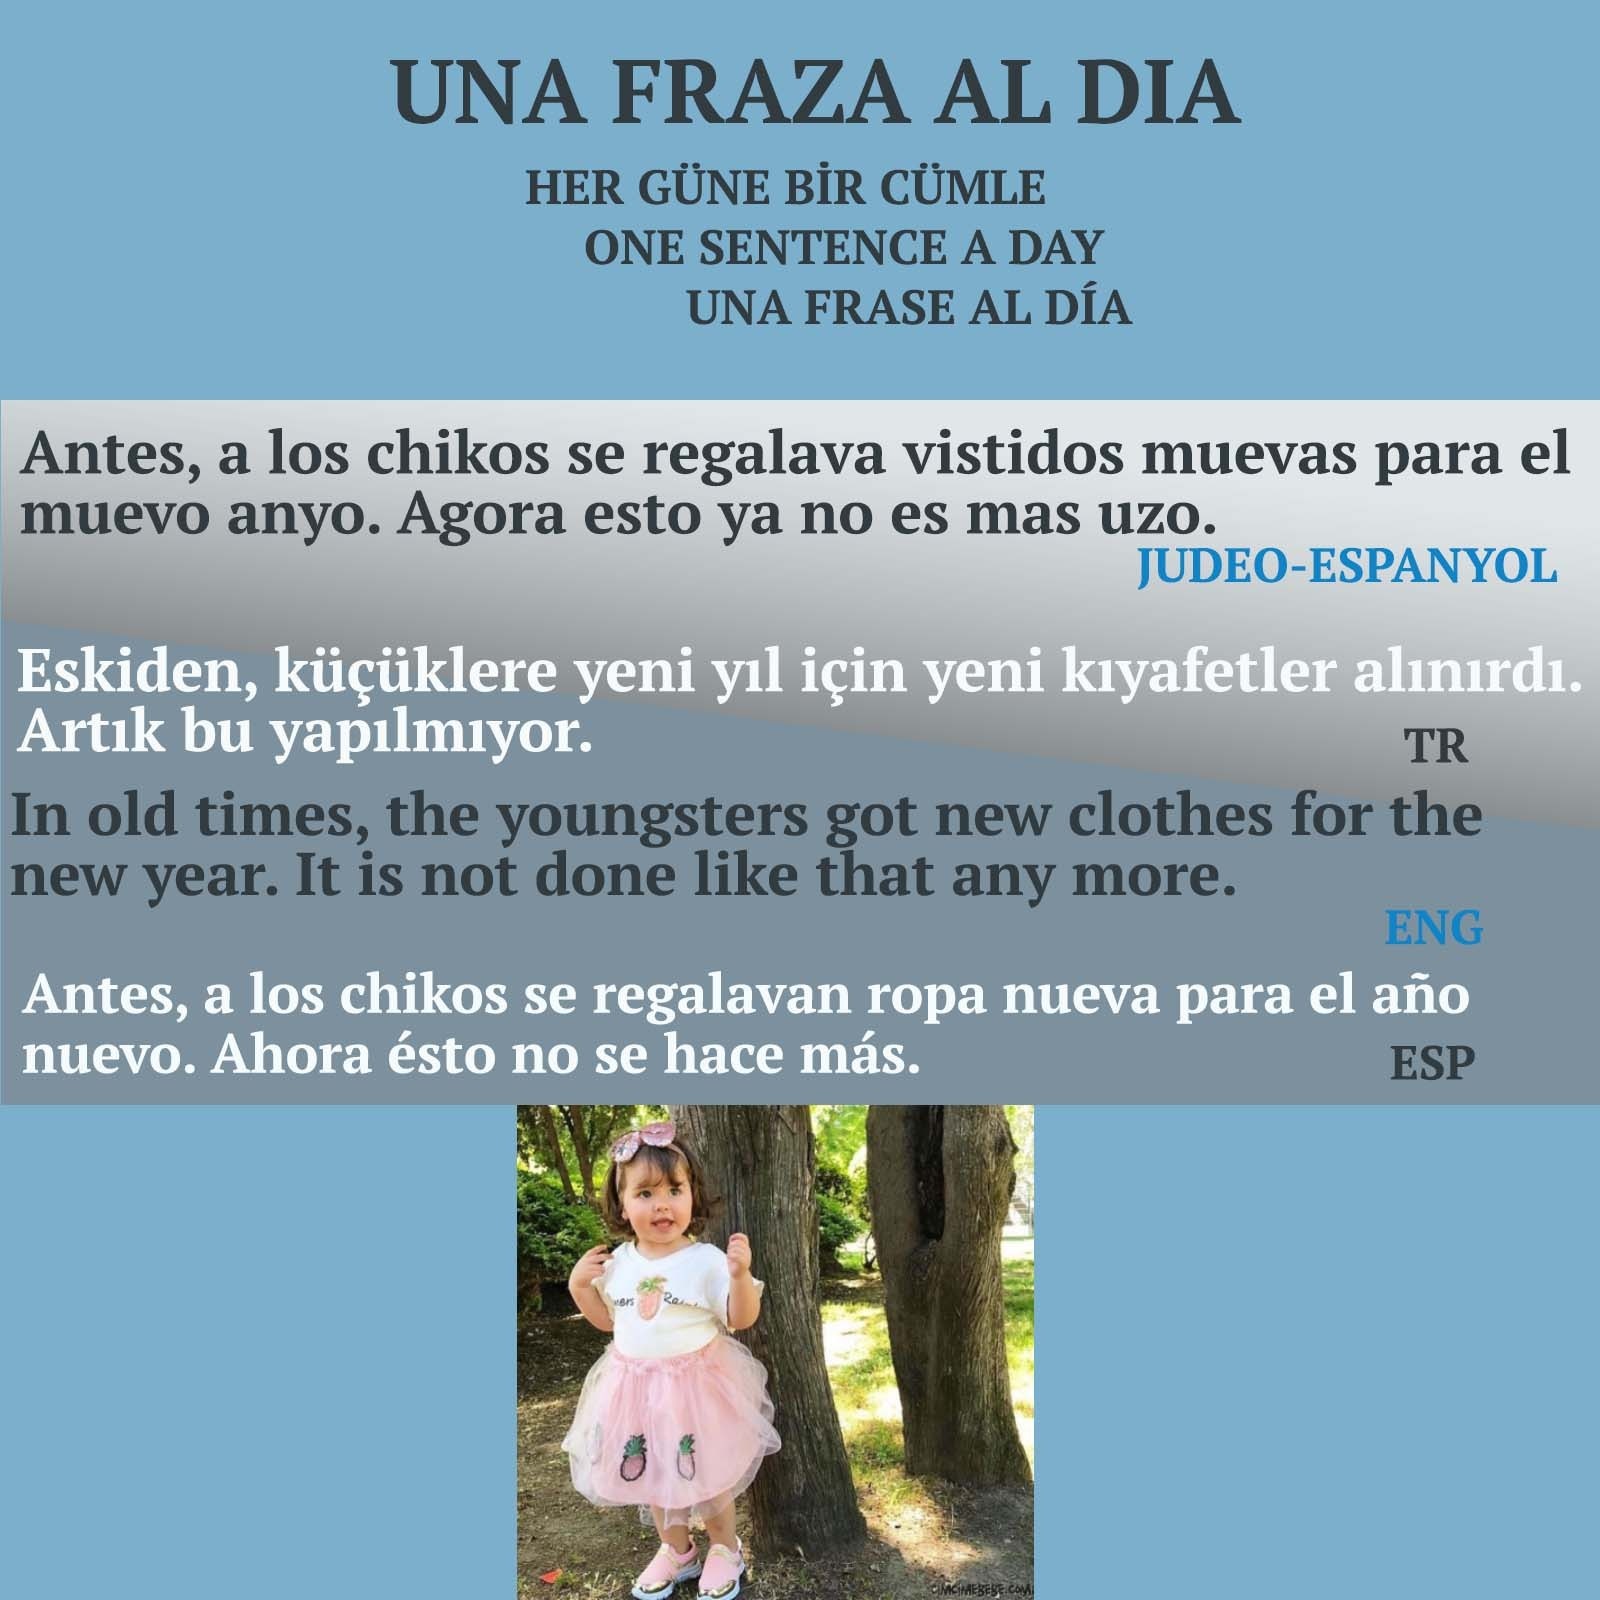 UNA FRAZA AL DIA
HER GÜNE BİR CÜMLE
ONE SENTENCE A DAY
UNA FRASE AL DÍA
Antes, a los chikos se regalava vistidos muevas para el
muevo anyo. Agora esto ya no es mas uzo.
JUDEO-ESPANYOL
Eskiden, küçüklere yeni yıl için yeni kıyafetler alınırdı.
Artık bu yapılmıyor.
TR
In old times, the youngsters got new clothes for the
new year. It is not done like that any more.
ENG
Antes, a los chikos se regalavan ropa nueva para el año
nuevo. Ahora ésto no se hace más.
ESP
CIMCIMEBEBE.COM